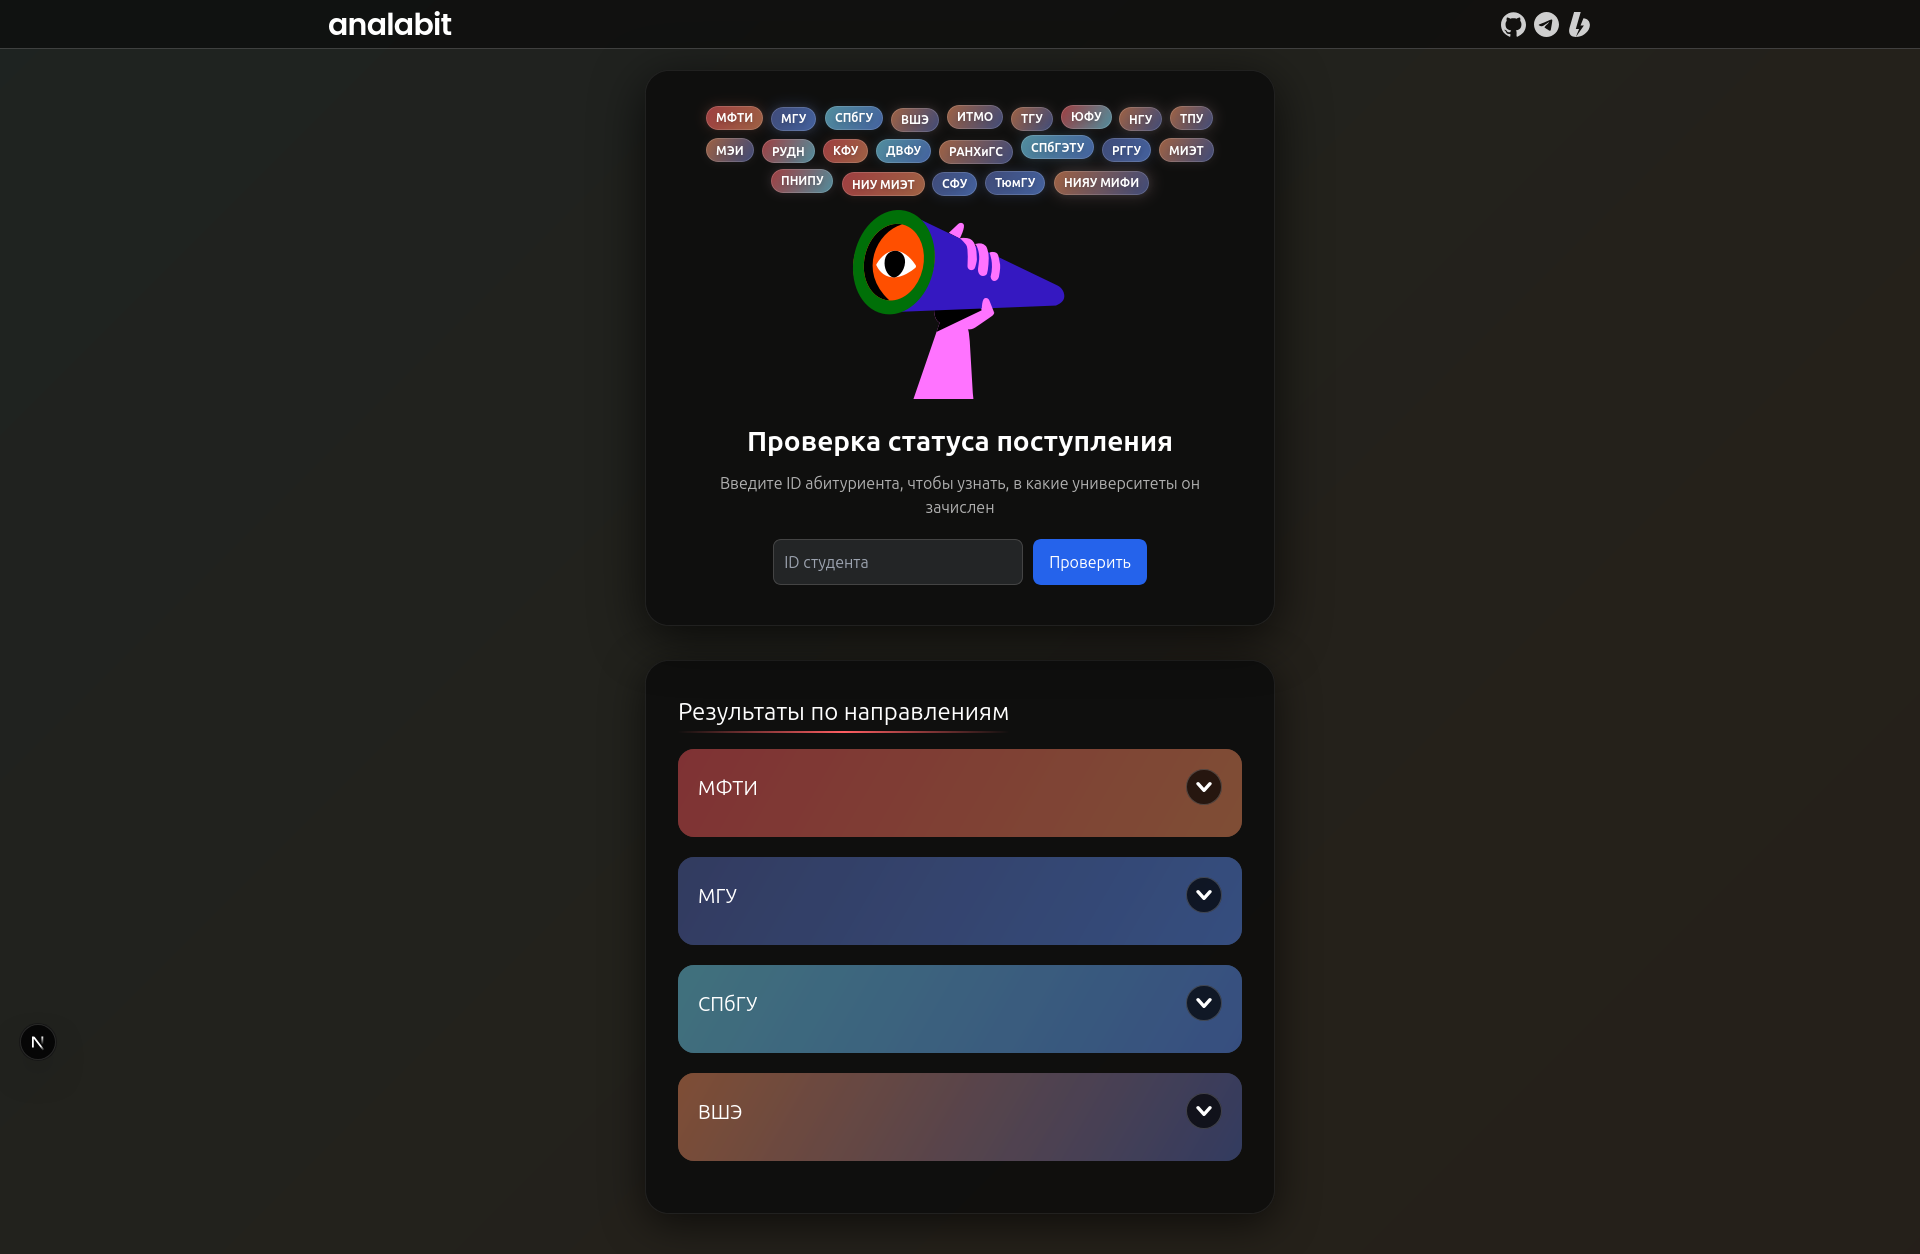 analabit
МФТИ МГУ СПбГУ ВШЭ ИТМО ТГУ ЮФУ НГУ ТПУ
МЭИ РУДН КФУ ДВФУ РАНХиГС СПбГЭТУ РГГУ МИЭТ
ПНИПУ НИУ МИЭТ СФУ ТюмГУ НИЯУ МИФИ
Проверка статуса поступления
Введите ID абитуриента, чтобы узнать, в какие университеты он
зачислен
ID студента Проверить
Результаты по направлениям
МФТИ
МГУ
СПбГУ
N
ВШЭ